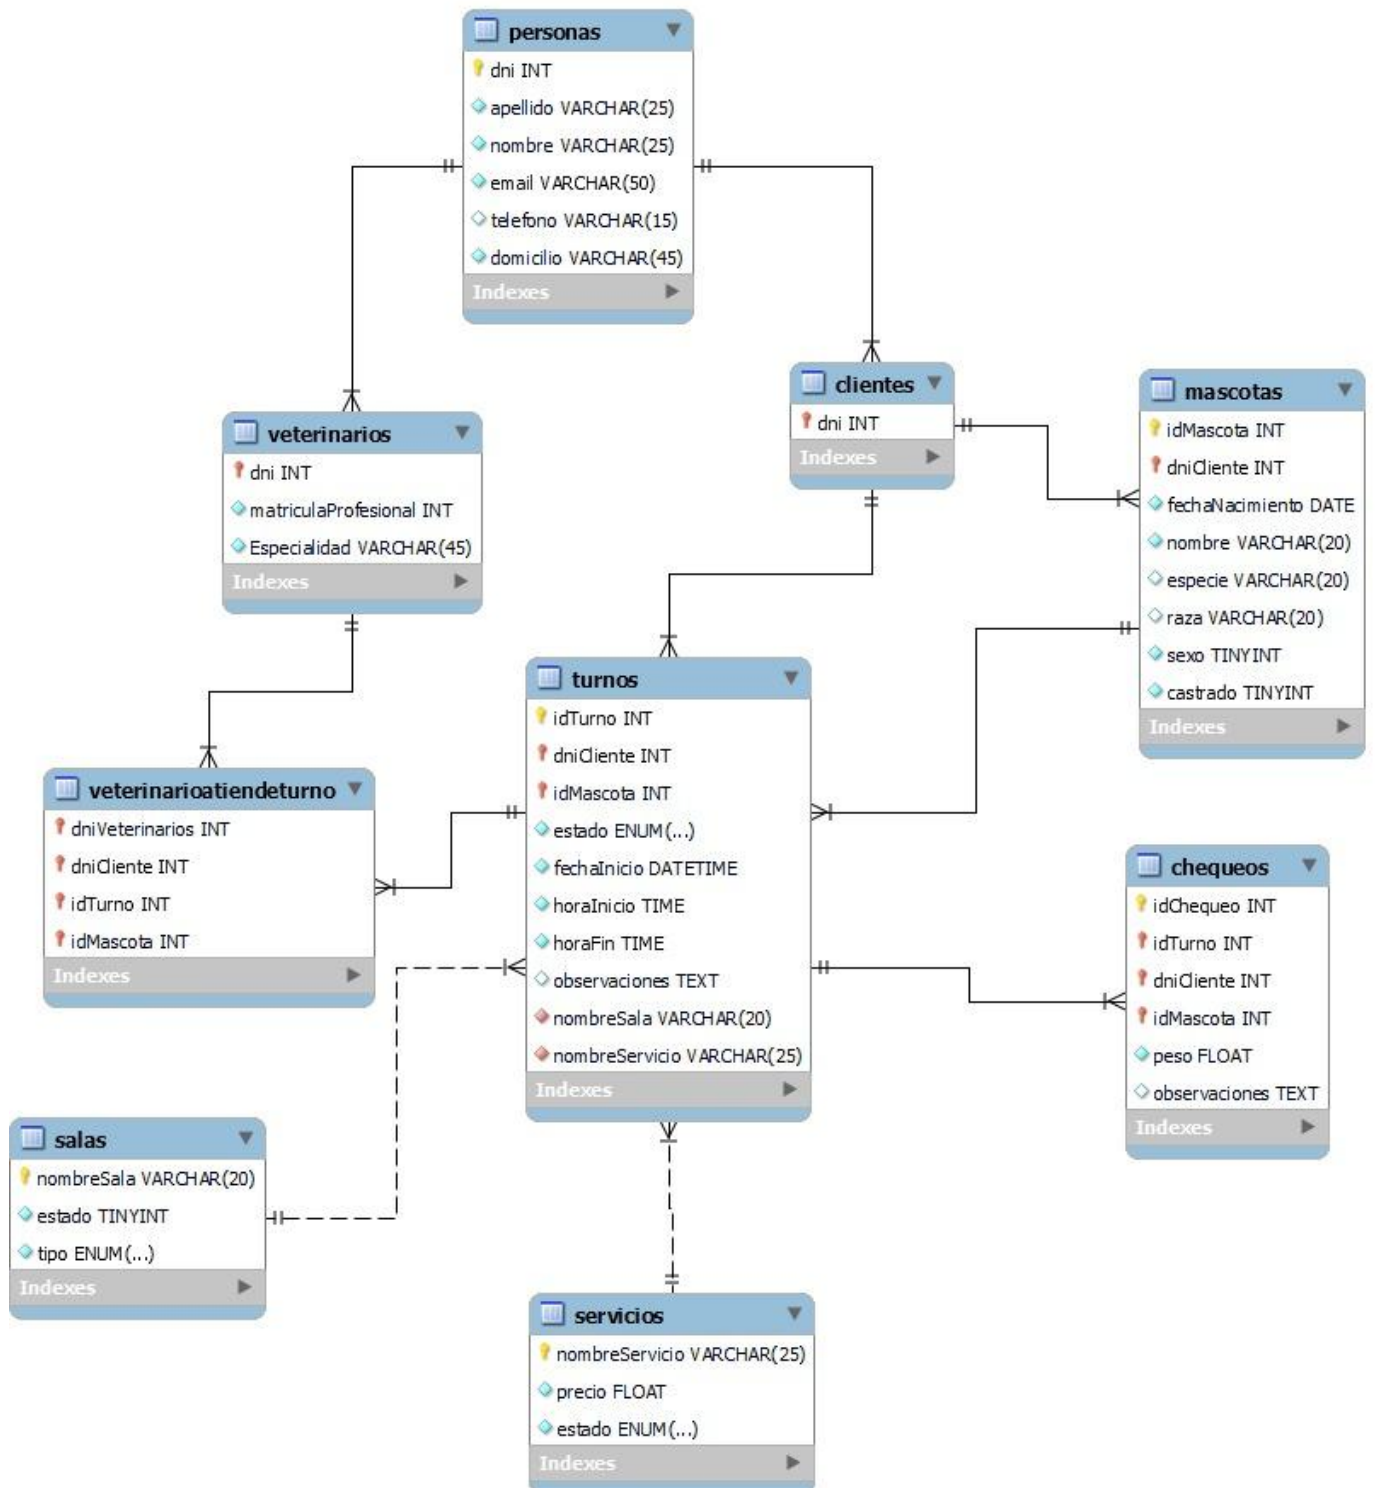 personas
dni INT
apellido VARCHAR(25)
nombre VARCHAR(25)
email VARCHAR(50)
telefono VARCHAR(15)
domicilio VARCHAR(45)
Indexes
clientes
dni INT
Indexes
mascotas
idMascota INT
dniCliente INT
fechaNacimiento DATE
nombre VARCHAR(20)
especie VARCHAR(20)
raza VARCHAR(20)
sexo TINYINT
castrado TINYINT
Indexes
veterinarios
dni INT
matriculaProfesional INT
Especialidad VARCHAR(45)
Indexes
turnos
idTurno INT
dniCliente INT
idMascota INT
estado ENUM(...)
fechaInicio DATETIME
horaInicio TIME
horaFin TIME
observaciones TEXT
nombreSala VARCHAR(20)
nombreServicio VARCHAR(25)
Indexes
veterinarioatiendeturno
dniVeterinarios INT
dniCliente INT
idTurno INT
idMascota INT
Indexes
chequeos
idChequeo INT
idTurno INT
dniCliente INT
idMascota INT
peso FLOAT
observaciones TEXT
Indexes
salas
nombreSala VARCHAR(20)
estado TINYINT
tipo ENUM(...)
Indexes
servicios
nombreServicio VARCHAR(25)
precio FLOAT
estado ENUM(...)
Indexes